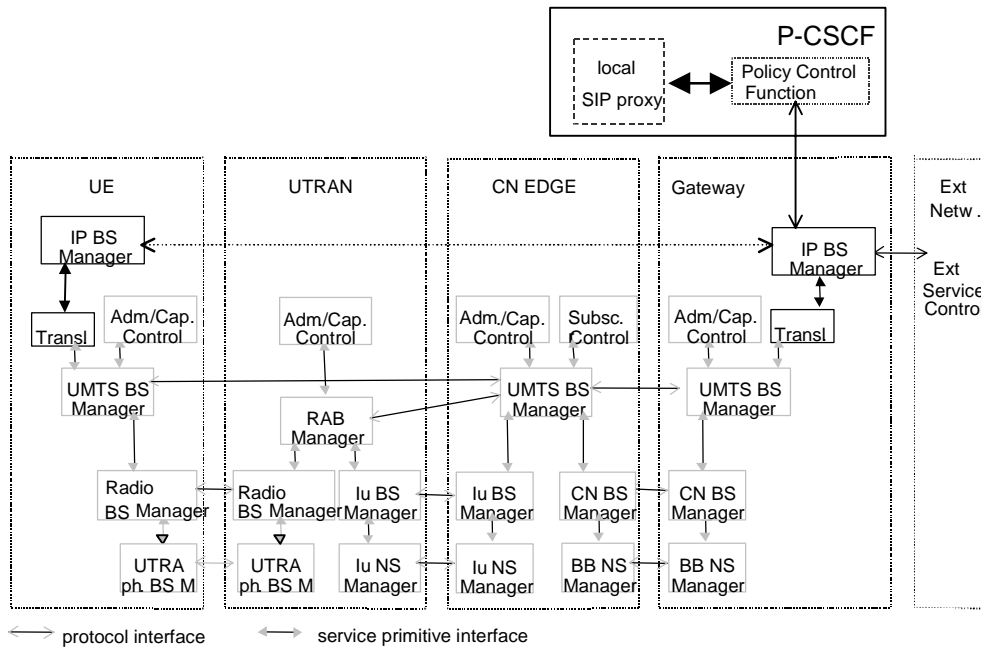 P-CSCF
local
SIP proxy
Policy Control
Function
UE
UTRAN
CN EDGE
Gateway
Ext
Netw .
IP BS
Manager
IP BS
Manager
Ext
Service
Control
Transl
Adm./Cap.
Control
Adm/Cap.
Control
Adm./Cap.
Control
Subsc.
Control
Adm/Cap.
Control
Transl
UMTS BS
Manager
UMTS BS
Manager
UMTS BS
Manager
RAB
Manager
Radio
BS Manager
Radio
BS Manager
Iu BS
Manager
Iu BS
Manager
CN BS
Manager
CN BS
Manager
UTRA
ph. BS M
UTRA
ph. BS M
Iu NS
Manager
Iu NS
Manager
BB NS
Manager
BB NS
Manager
protocol interface
service primitive interface